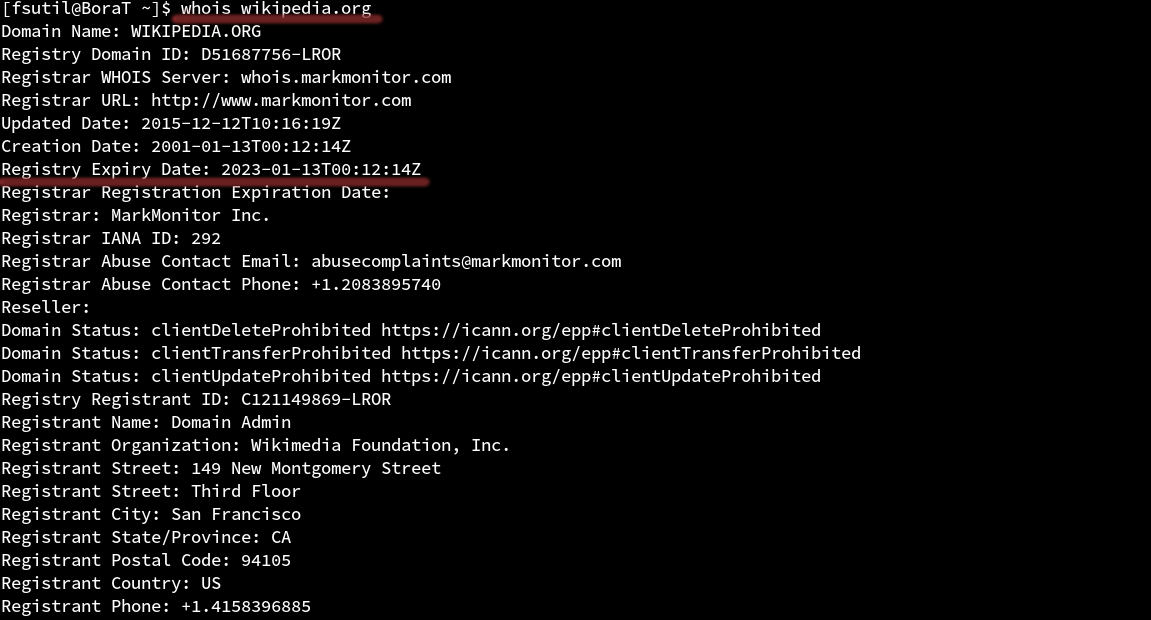 [fsutil@BoraT ~]$ whois wikipedia.org
Domain Name: WIKIPEDIA.ORG
Registry Domain ID: D51687756-LROR
Registrar WHOIS Server: whois.markmonitor.com
Registrar URL: http://www.markmonitor.com
Updated Date: 2015-12-12T10:16:19Z
Creation Date: 2001-01-13T00:12:14Z
Registry Expiry Date: 2023-01-13T00:12:14Z
Registrar Registration Expiration Date:
Registrar: MarkMonitor Inc.
Registrar IANA ID: 292
Registrar Abuse Contact Email: abusecomplaints@markmonitor.com
Registrar Abuse Contact Phone: +1.2083895740
Reseller:
Domain Status: clientDeleteProhibited https://icann.org/epp#clientDeleteProhibited
Domain Status: clientTransferProhibited https://icann.org/epp#clientTransferProhibited
Domain Status: clientUpdateProhibited https://icann.org/epp#clientUpdateProhibited
Registry Registrant ID: C121149869-LROR
Registrant Name: Domain Admin
Registrant Organization: Wikimedia Foundation, Inc.
Registrant Street: 149 New Montgomery Street
Registrant Street: Third Floor
Registrant City: San Francisco
Registrant State/Province: CA
Registrant Postal Code: 94105
Registrant Country: US
Registrant Phone: +1.4158396885